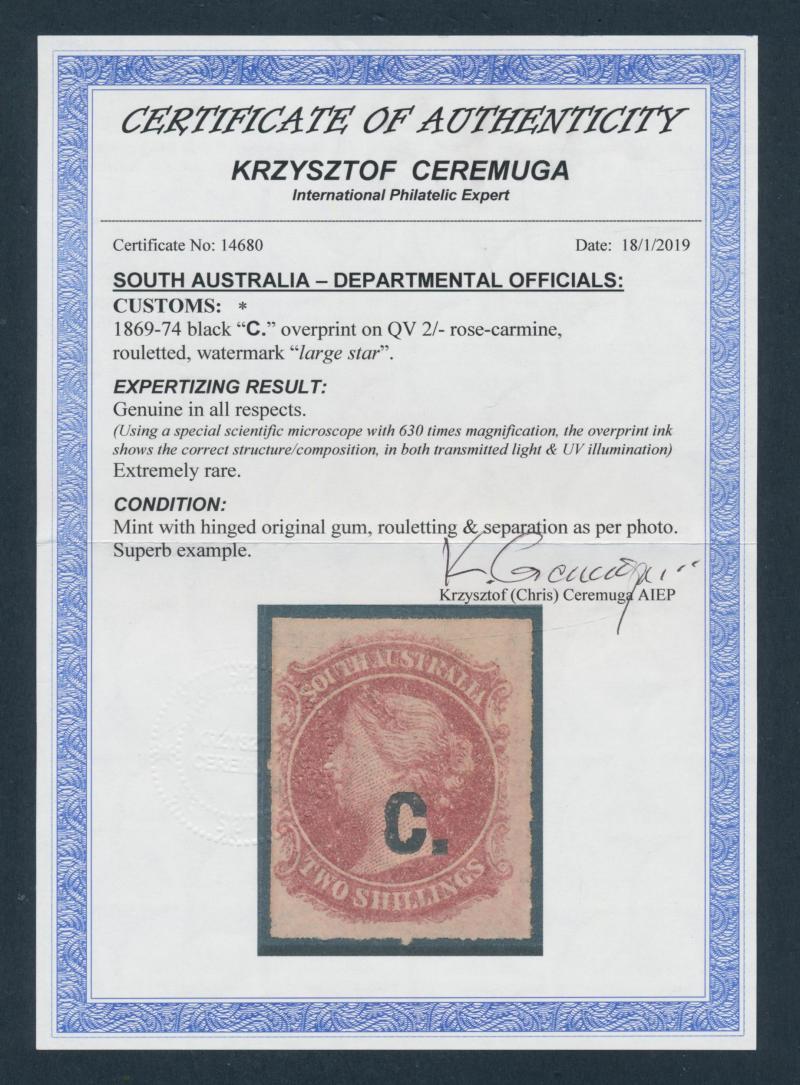 CERTIFICATE OF AUTHENTICITY
KRZYSZTOF CEREMUGA
International Philatelic Expert
Certificate No: 14680 Date: 18/1/2019
SOUTH AUSTRALIA – DEPARTMENTAL OFFICIALS:
CUSTOMS: *
1869-74 black “C.” overprint on QV 2/- rose-carmine,
rouletted, watermark “large star”.
EXPERTIZING RESULT:
Genuine in all respects.
(Using a special scientific microscope with 630 times magnification, the overprint ink
shows the correct structure/composition, in both transmitted light & UV illumination)
Extremely rare.
CONDITION:
Mint with hinged original gum, rouletting & separation as per photo.
Superb example.
K. Ceremuga
Krzysztof (Chris) Ceremuga AIEP
SOUTH AUSTRALIA
C.
TWO SHILLINGS